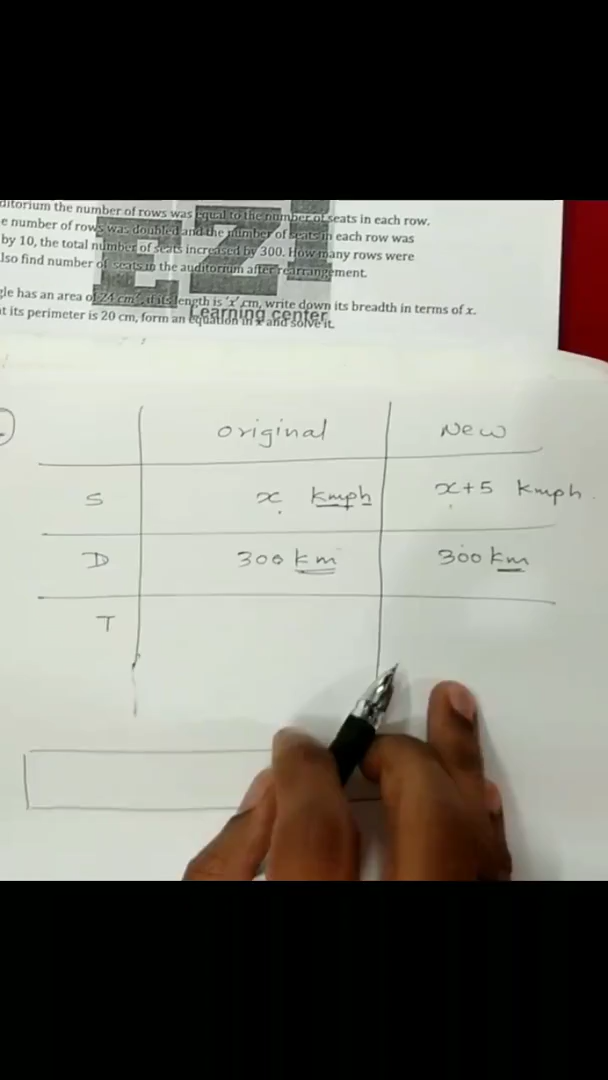 ditorium the number of rows was equal to the number of seats in each row.
e number of rows was doubled and the number of seats in each row was
by 10, the total number of seats increased by 300. How many rows were
lso find number of seats in the auditorium after rearrangement.
gle has an area of 24 cm², if its length is 'x' cm, write down its breadth in terms of x.
t its perimeter is 20 cm, form an equation in x and solve it.
EZI
Learning center
original New
S x kmph x+5 kmph.
D 300 km 300 km
T